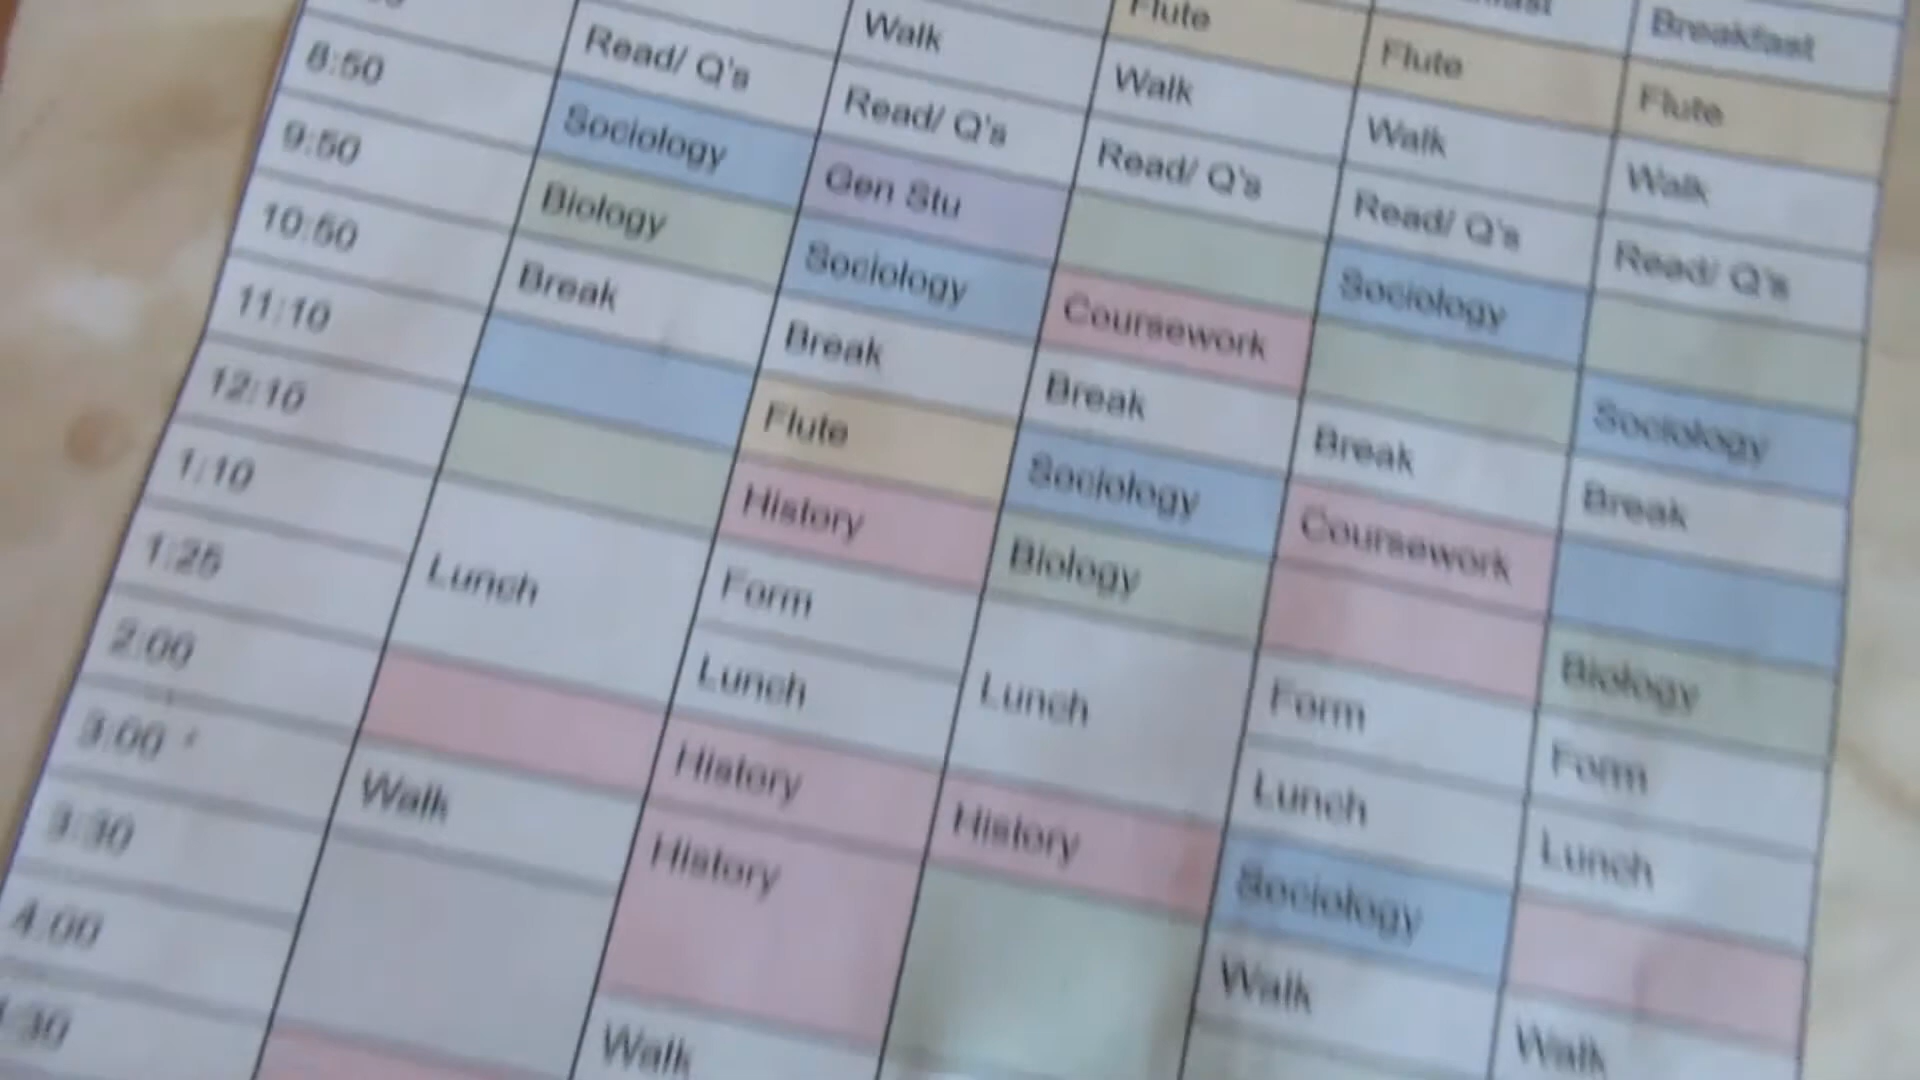 Breakfast
Flute Flute Flute
Walk Walk Walk Walk
Read/ Q's Read/ Q's Read/ Q's Read/ Q's Read/ Q's
8:50 Sociology Gen Stu Sociology
9:50 Biology Sociology Coursework Sociology
10:50 Break Break Break Break Break
11:10 Flute Sociology Coursework
12:10 History Biology Biology
1:10 Lunch Form Lunch Form Form
1:25 Lunch Lunch Lunch
2:00 History History Sociology
3:00 * Walk History Walk Walk
3:30
4:00 Walk